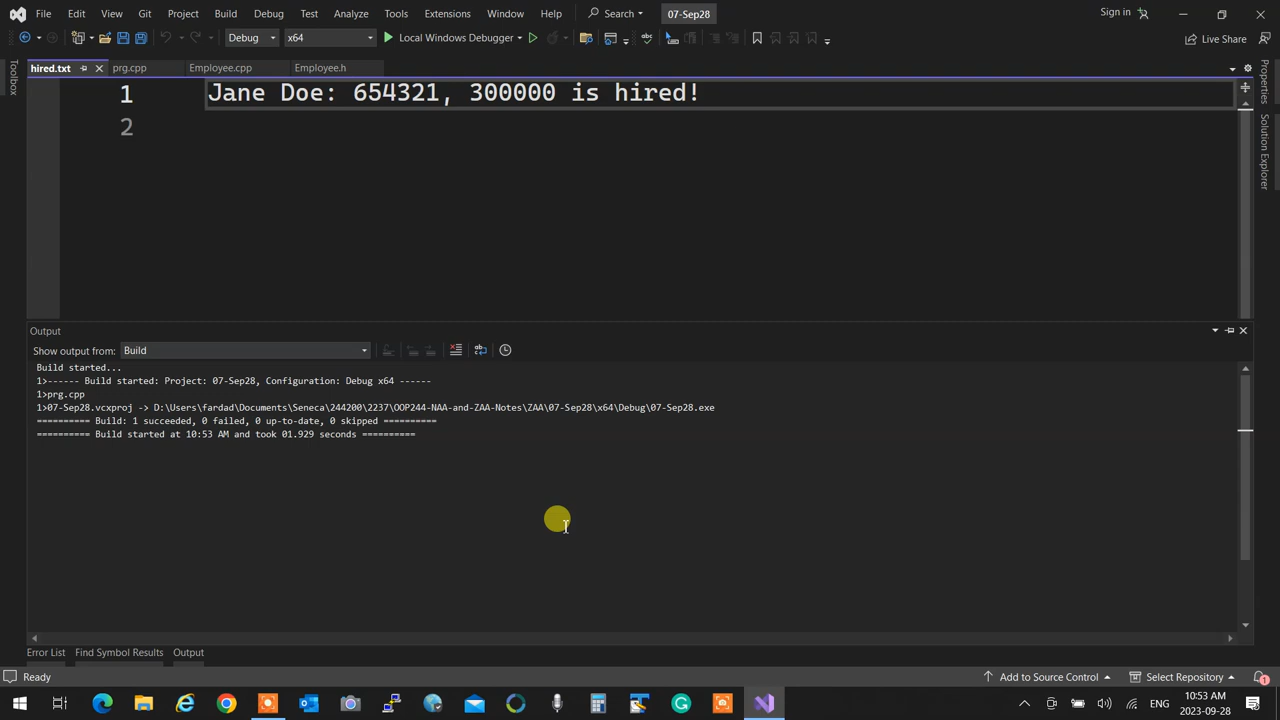 File Edit View Git Project Build Debug Test Analyze Tools Extensions Window Help Search 07-Sep28 Sign in
Debug x64 Local Windows Debugger Live Share
hired.txt prg.cpp Employee.cpp Employee.h
Toolbox
1 Jane Doe: 654321, 300000 is hired!
2
Properties
Solution Explorer
Output
Show output from: Build
Build started...
1>------ Build started: Project: 07-Sep28, Configuration: Debug x64 ------
1>prg.cpp
1>07-Sep28.vcxproj -> D:\Users\fardad\Documents\Seneca\244200\2237\OOP244-NAA-and-ZAA-Notes\ZAA\07-Sep28\x64\Debug\07-Sep28.exe
========== Build: 1 succeeded, 0 failed, 0 up-to-date, 0 skipped ==========
========== Build started at 10:53 AM and took 01.929 seconds ==========
Error List Find Symbol Results Output
Ready Add to Source Control Select Repository 1
ENG 10:53 AM
2023-09-28